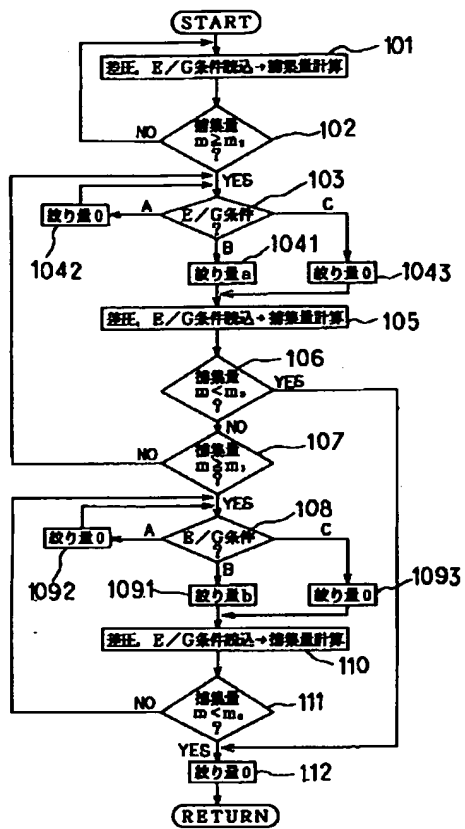 START
差圧, E/G条件読込→捕集量計算
101
捕集量
m≧m₁
?
102
NO
YES
103
E/G条件
?
A
B
C
絞り量0
1042
絞り量a
1041
絞り量0
1043
差圧, E/G条件読込→捕集量計算
105
106
捕集量
?
YES
NO
107
捕集量
?
NO
YES
108
E/G条件
?
A
B
C
絞り量0
1092
1091
絞り量b
絞り量0
1093
差圧, E/G条件読込→捕集量計算
110
捕集量
?
111
NO
YES
絞り量0
112
RETURN